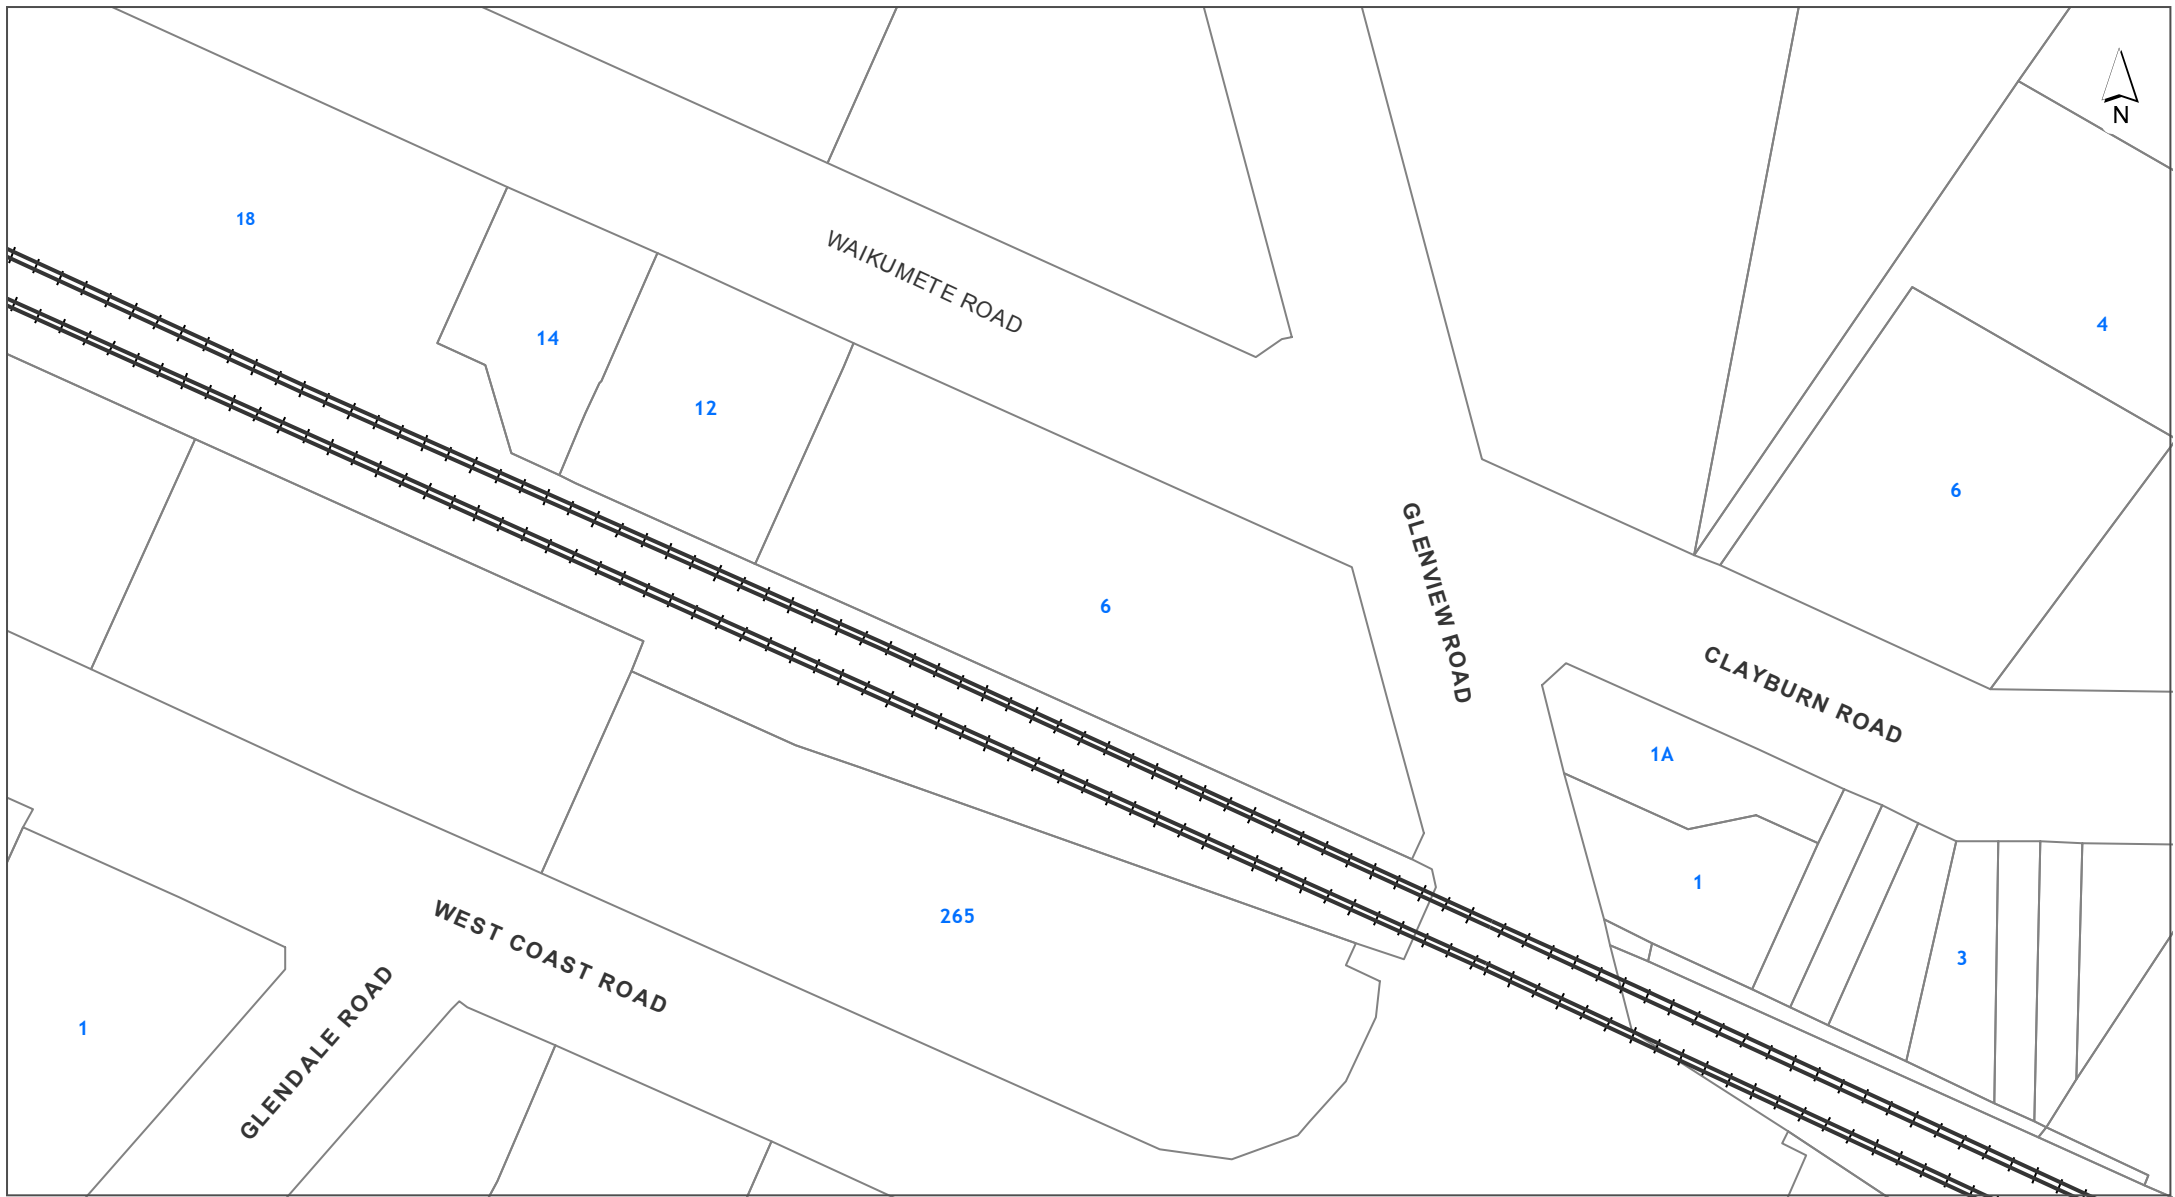 N
18
WAIKUMETE ROAD
14
4
12
6
GLENVIEW ROAD
6
CLAYBURN ROAD
1A
1
265
WEST COAST ROAD
3
GLENDALE ROAD
1